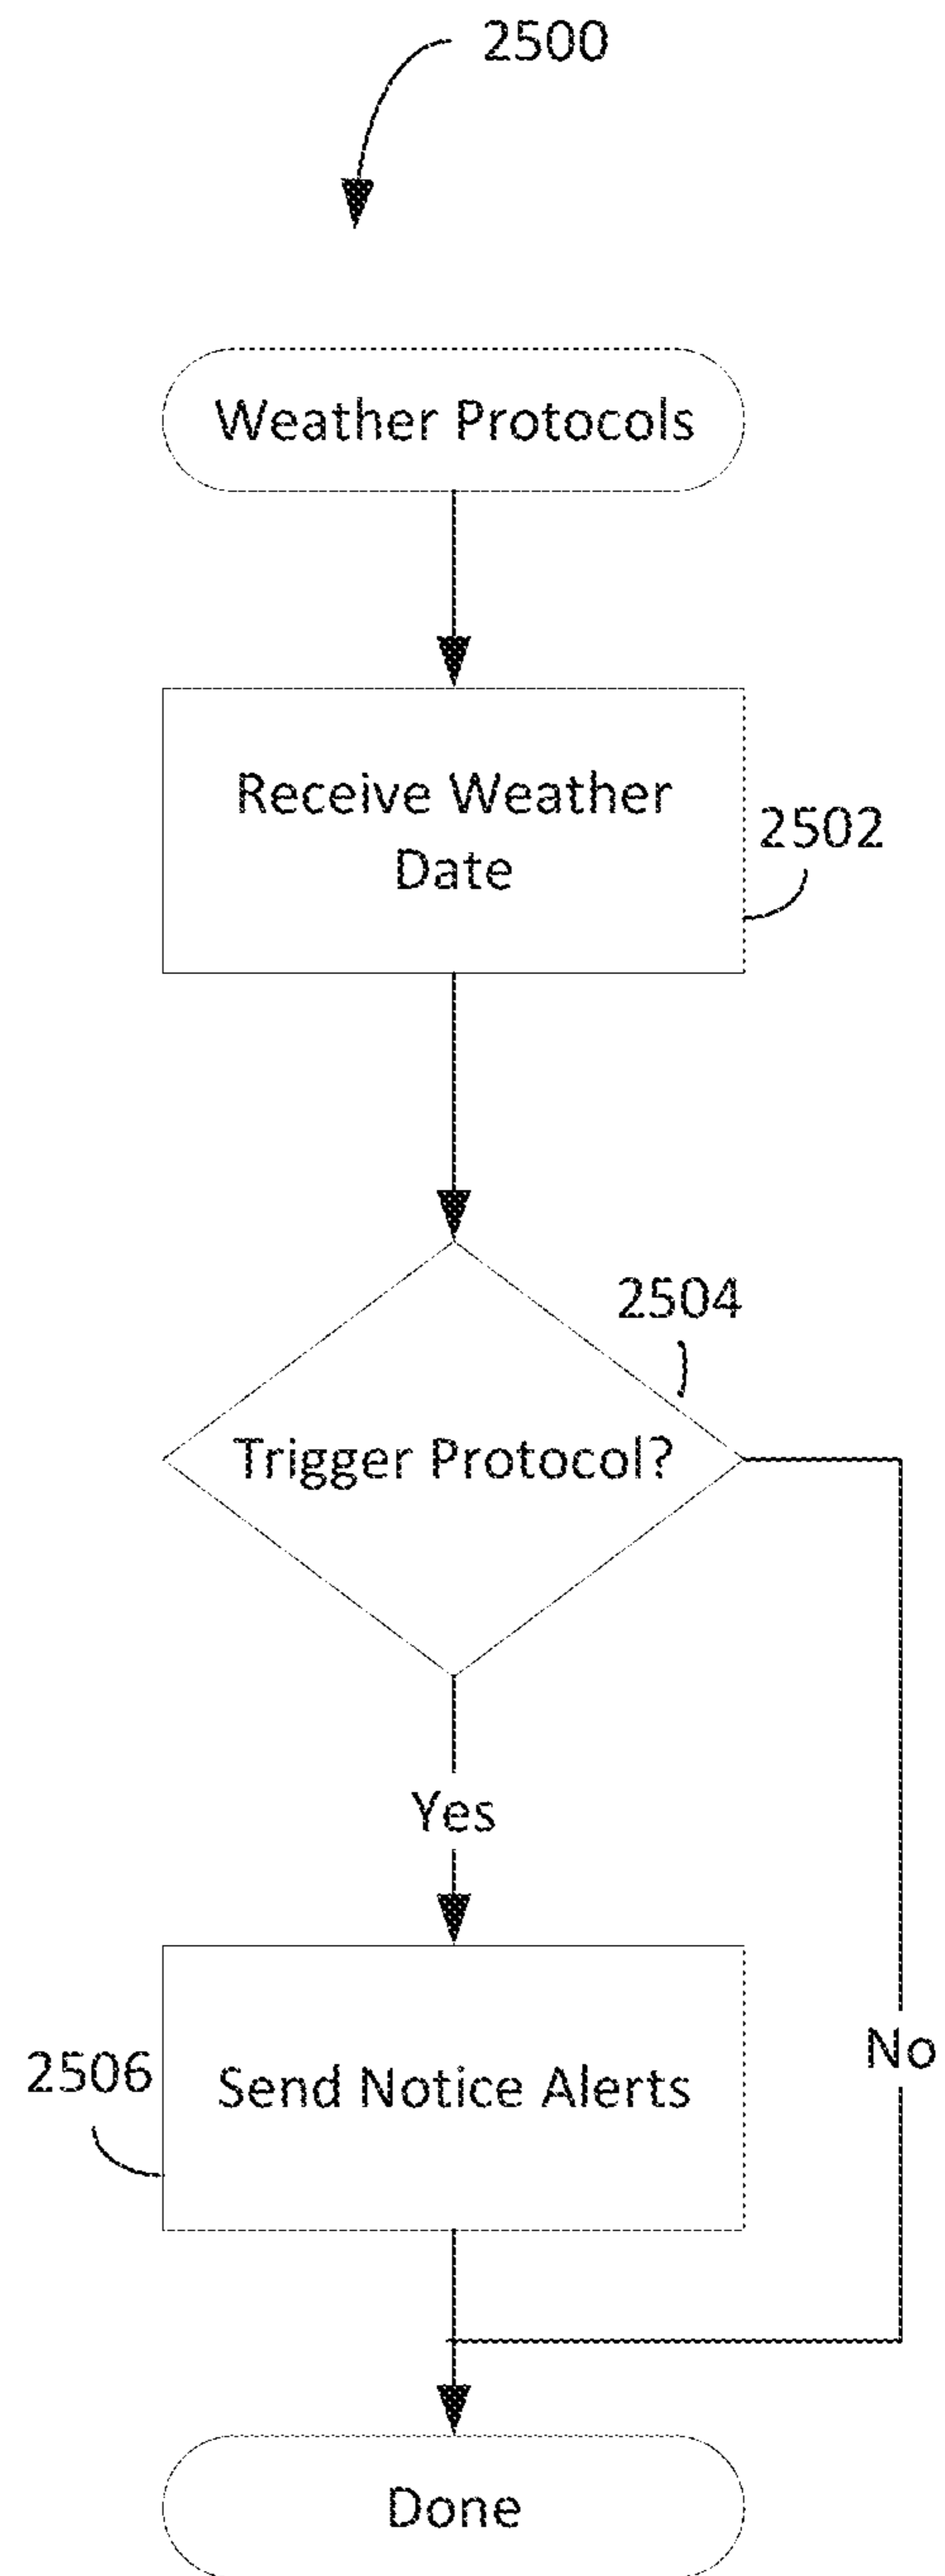 2500
Weather Protocols
Receive Weather
Date
2502
2504
Trigger Protocol?
Yes
No
2506
Send Notice Alerts
Done